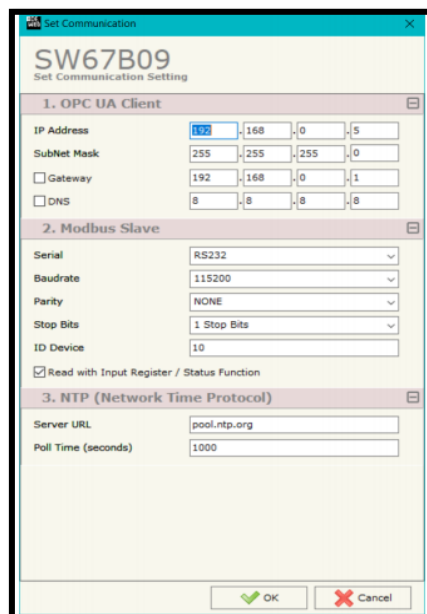 Set Communication
SW67B09
Set Communication Setting
1. OPC UA Client
IP Address 192 . 168 . 0 . 5
SubNet Mask 255 . 255 . 255 . 0
Gateway 192 . 168 . 0 . 1
DNS 8 . 8 . 8 . 8
2. Modbus Slave
Serial RS232
Baudrate 115200
Parity NONE
Stop Bits 1 Stop Bits
ID Device 10
Read with Input Register / Status Function
3. NTP (Network Time Protocol)
Server URL pool.ntp.org
Poll Time (seconds) 1000
OK Cancel